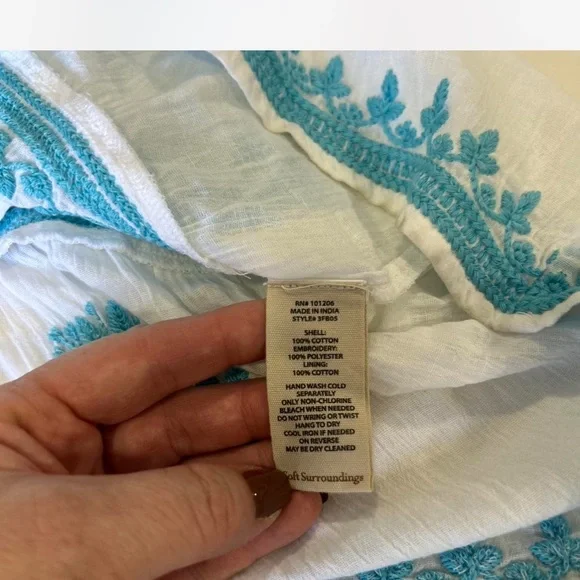 RN# 101206
MADE IN INDIA
STYLE# 3FB05
SHELL:
100% COTTON
EMBROIDERY:
100% POLYESTER
LINING:
100% COTTON
HAND WASH COLD
SEPARATELY
ONLY NON-CHLORINE
BLEACH WHEN NEEDED
DO NOT WRING OR TWIST
HANG TO DRY
COOL IRON IF NEEDED
ON REVERSE
MAY BE DRY CLEANED
Soft Surroundings